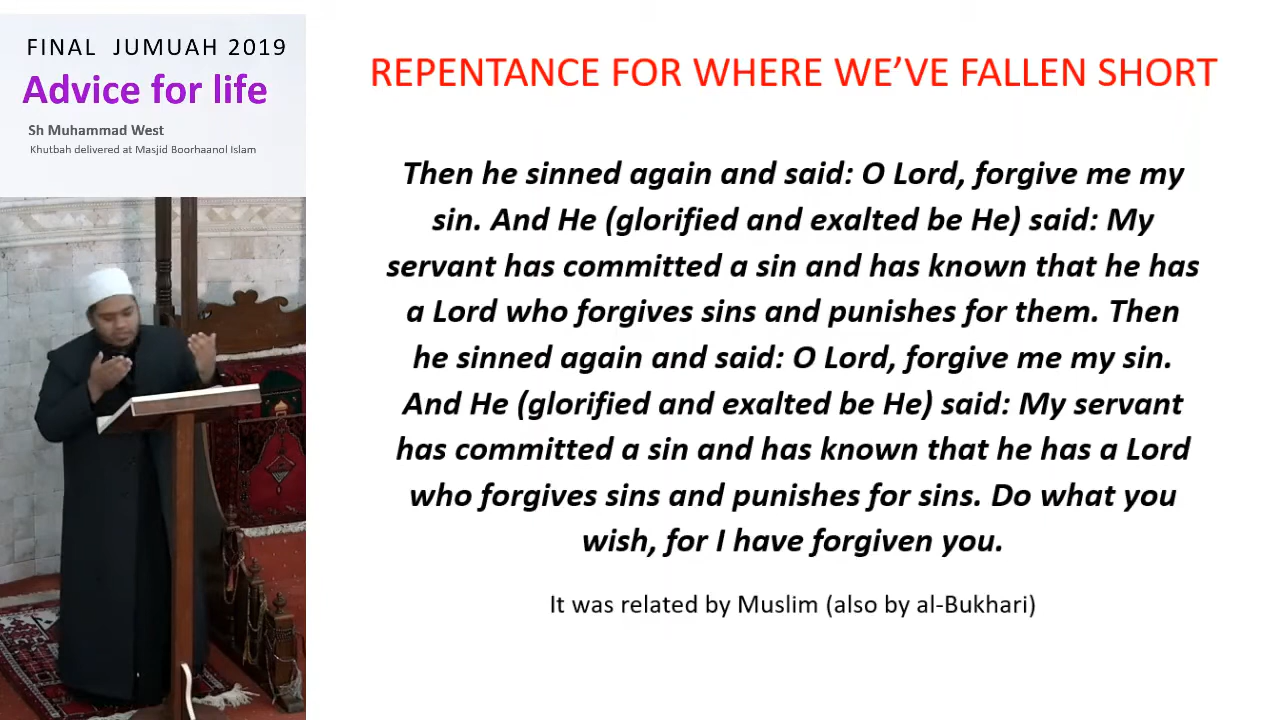 FINAL JUMUAH 2019
Advice for life
Sh Muhammad West
Khutbah delivered at Masjid Boorhaanol Islam
REPENTANCE FOR WHERE WE’VE FALLEN SHORT
Then he sinned again and said: O Lord, forgive me my
sin. And He (glorified and exalted be He) said: My
servant has committed a sin and has known that he has
a Lord who forgives sins and punishes for them. Then
he sinned again and said: O Lord, forgive me my sin.
And He (glorified and exalted be He) said: My servant
has committed a sin and has known that he has a Lord
who forgives sins and punishes for sins. Do what you
wish, for I have forgiven you.
It was related by Muslim (also by al-Bukhari)